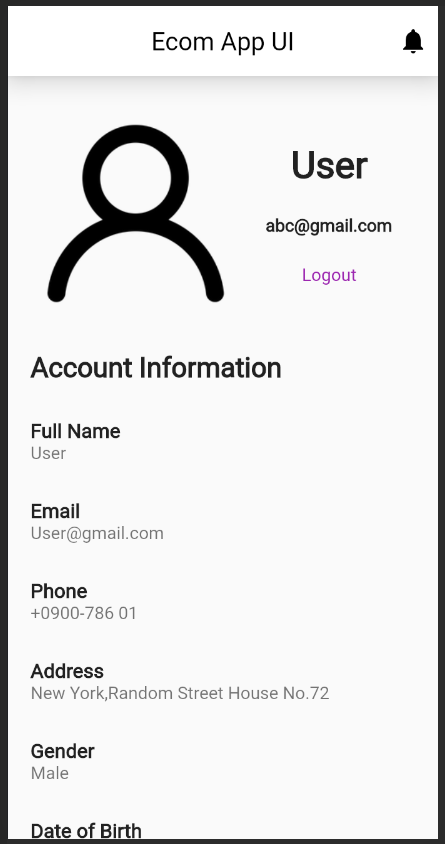 Ecom App UI
User
abc@gmail.com
Logout
Account Information
Full Name
User
Email
User@gmail.com
Phone
+0900-786 01
Address
New York,Random Street House No.72
Gender
Male
Date of Birth